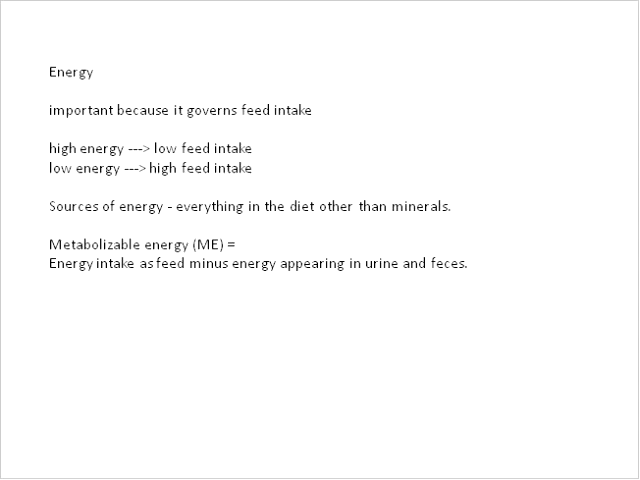 Energy
important because it governs feed intake
high energy ---> low feed intake
low energy ---> high feed intake
Sources of energy - everything in the diet other than minerals.
Metabolizable energy (ME) =
Energy intake as feed minus energy appearing in urine and feces.